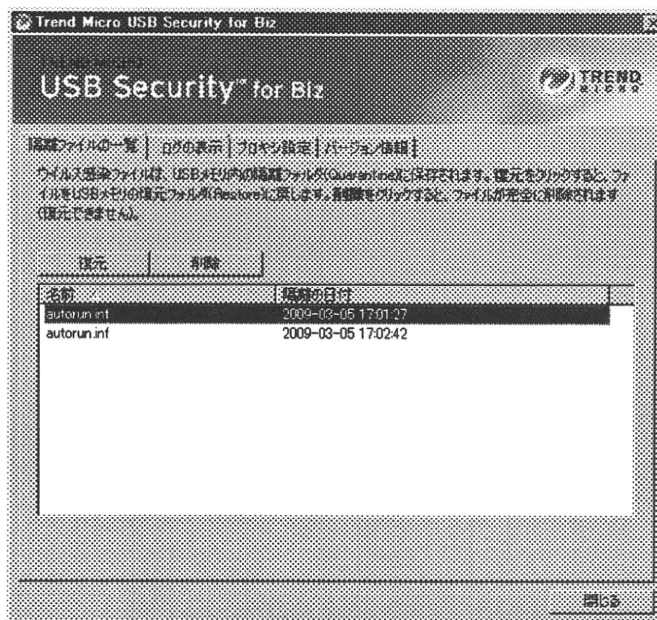 Trend Micro USB Security for Biz
USB Security™ for Biz
TREND
MICRO
隔離ファイルの一覧 ログの表示 プロキシ設定 バージョン情報
ウイルス感染ファイルは、USBメモリ内の隔離フォルダ(Quarantine)に保存されます。復元をクリックすると、ファ
イルをUSBメモリの復元フォルダ(Restore)に戻します。削除をクリックすると、ファイルが完全に削除されます
(復元できません)。
復元 削除
名前 隔離の日付
autorun.inf 2009-03-05 17:01:27
autorun.inf 2009-03-05 17:02:42
閉じる